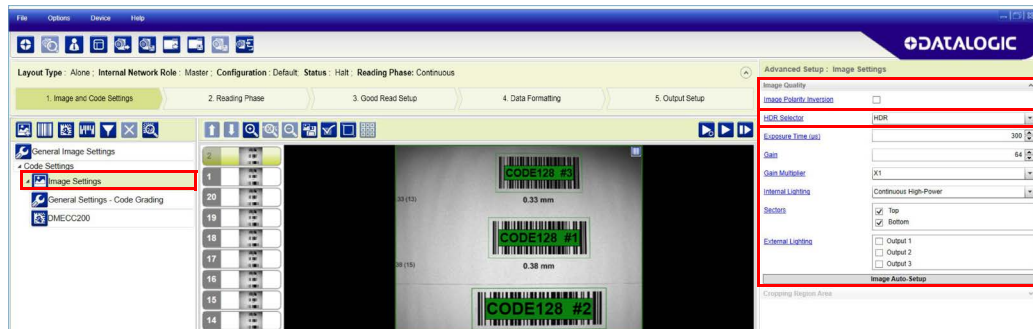 File Options Device Help
DATALOGIC
Layout Type : Alone ; Internal Network Role : Master ; Configuration : Default; Status : Halt ; Reading Phase: Continuous
1. Image and Code Settings
2. Reading Phase
3. Good Read Setup
4. Data Formatting
5. Output Setup
General Image Settings
Code Settings
Image Settings
General Settings - Code Grading
DMECC200
2
1
20
19
18
17
16
15
14
CODE128 #3
0.33 mm
.33 (13)
CODE128 #1
0.38 mm
CODE128 #2
Advanced Setup : Image Settings
Image Quality
Image Polarity Inversion
HDR Selector HDR
Exposure Time (us) 300
Gain 64
Gain Multiplier X1
Internal Lighting Continuous High-Power
Sectors Top
Bottom
External Lighting Output 1
Output 2
Output 3
Image Auto-Setup
Cropping Region Area